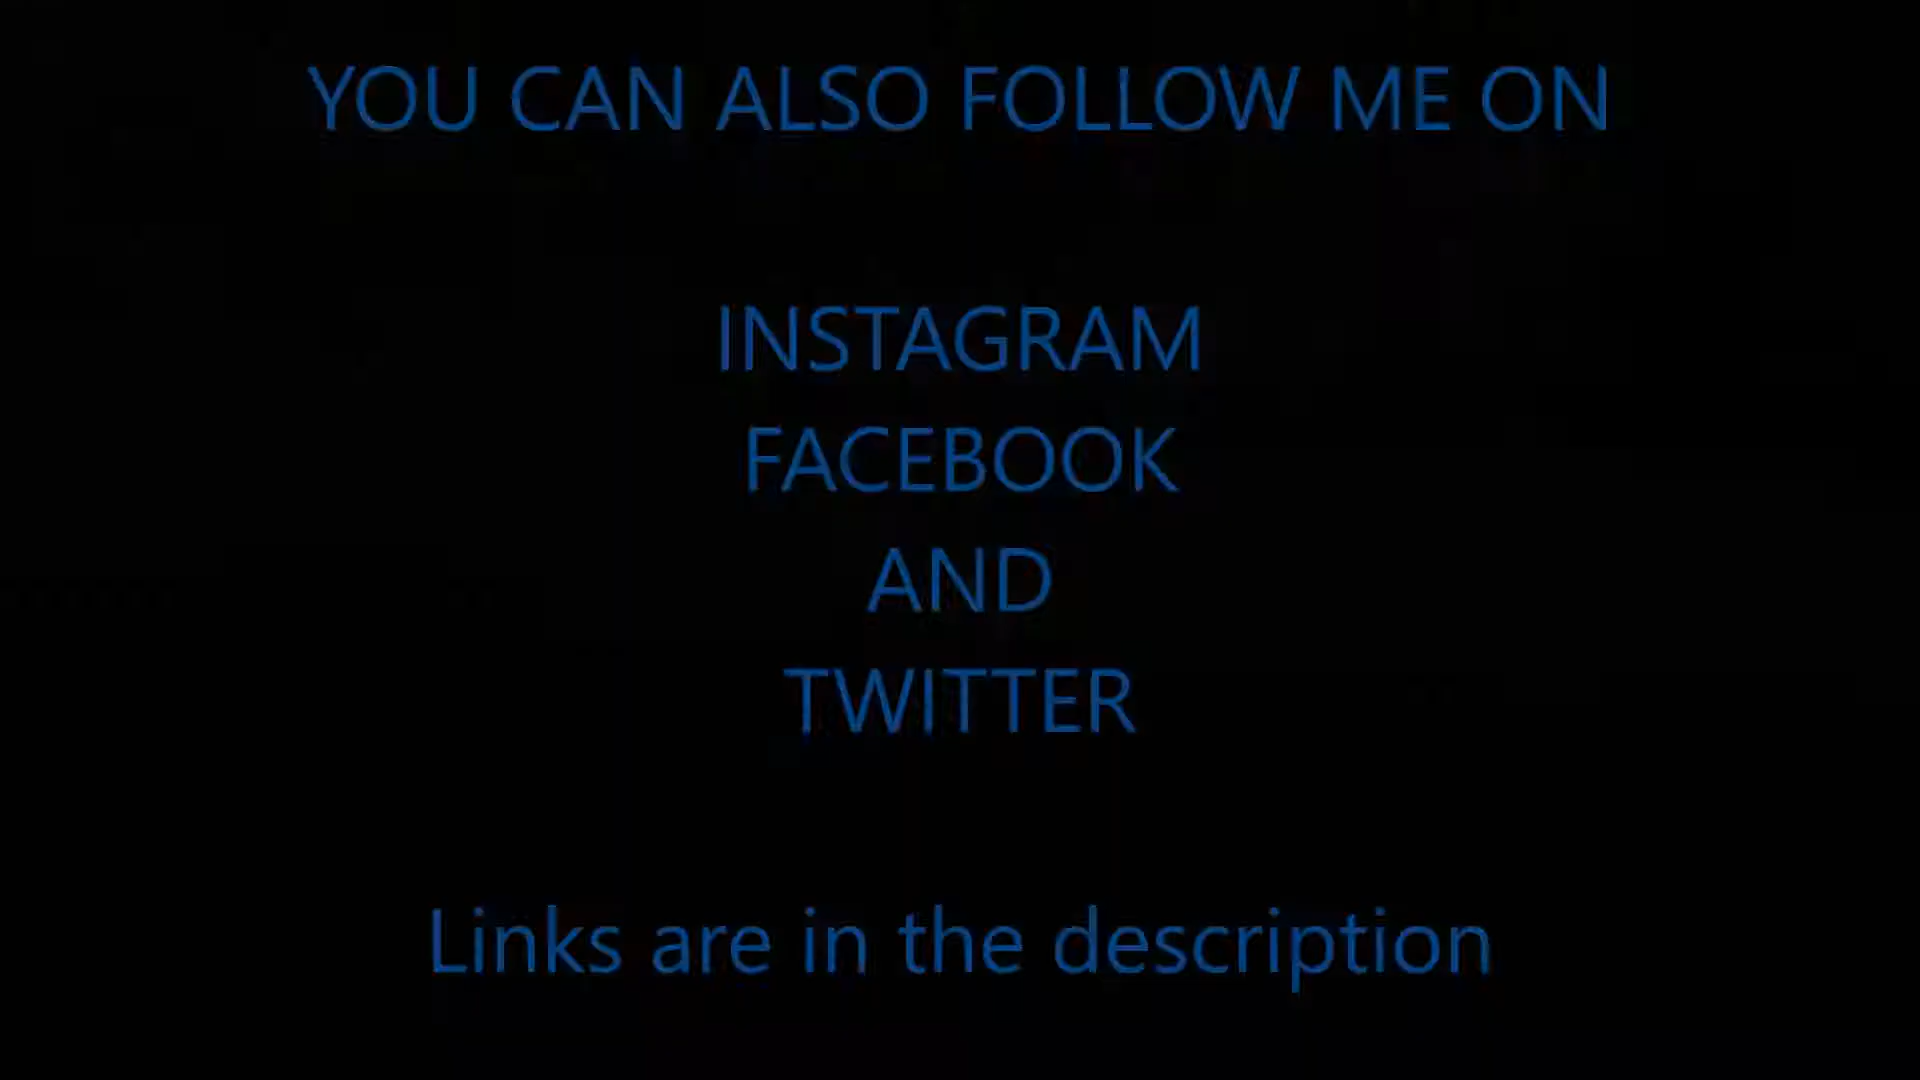 YOU CAN ALSO FOLLOW ME ON
INSTAGRAM
FACEBOOK
AND
TWITTER
Links are in the description